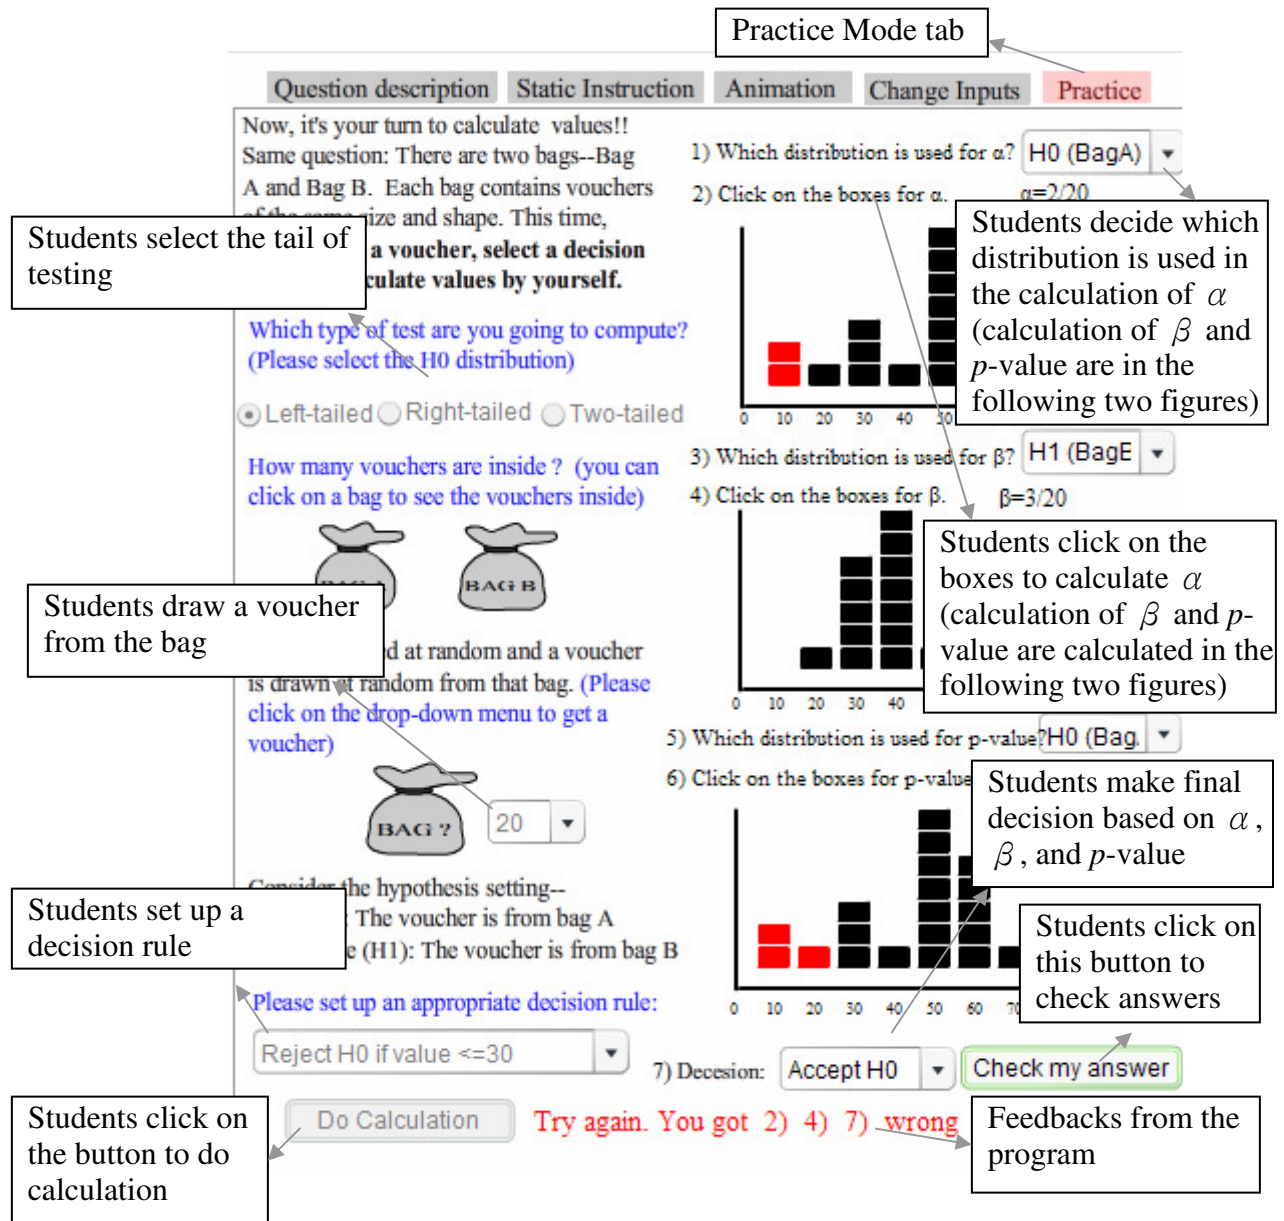 Practice Mode tab
Question description
Static Instruction
Animation
Change Inputs
Practice
Now, it's your turn to calculate values!!
Same question: There are two bags--Bag
A and Bag B. Each bag contains vouchers
of the same size and shape. This time,
a voucher, select a decision
culate values by yourself.
Students select the tail of
testing
Which type of test are you going to compute?
(Please select the H0 distribution)
Left-tailed Right-tailed Two-tailed
How many vouchers are inside ? (you can
click on a bag to see the vouchers inside)
BAG B
Students draw a voucher
from the bag
d at random and a voucher
is drawn at random from that bag. (Please
click on the drop-down menu to get a
voucher)
BAG ?
20
Consider the hypothesis setting--
: The voucher is from bag A
e (H1): The voucher is from bag B
Students set up a
decision rule
Please set up an appropriate decision rule:
Reject H0 if value <=30
Students click on
the button to do
calculation
Do Calculation
Try again. You got 2) 4) 7) wrong
1) Which distribution is used for α? H0 (BagA)
2) Click on the boxes for α. α=2/20
0 10 20 30 40 50
Students decide which
distribution is used in
the calculation of α
(calculation of β and
p-value are in the
following two figures)
3) Which distribution is used for β? H1 (BagE
4) Click on the boxes for β. β=3/20
0 10 20 30 40
Students click on the
boxes to calculate α
(calculation of β and p-
value are calculated in the
following two figures)
5) Which distribution is used for p-value? H0 (Bag.
6) Click on the boxes for p-value
0 10 20 30 40 50 60 70
Students make final
decision based on α,
β, and p-value
Students click on
this button to
check answers
7) Decesion: Accept H0
Check my answer
Feedbacks from the
program